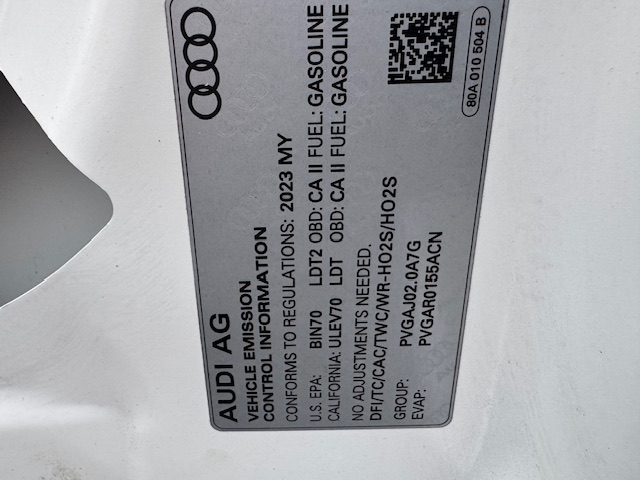 AUDI AG
VEHICLE EMISSION
CONTROL INFORMATION
CONFORMS TO REGULATIONS: 2023 MY
U.S. EPA: BIN70 LDT2 OBD: CA II FUEL: GASOLINE
CALIFORNIA: ULEV70 LDT OBD: CA II FUEL: GASOLINE
NO ADJUSTMENTS NEEDED.
DFI/TC/CAC/TWC/WR-HO2S/HO2S
GROUP: PVGAJ02.0A7G
EVAP: PVGAR0155ACN
80A 010 504 B